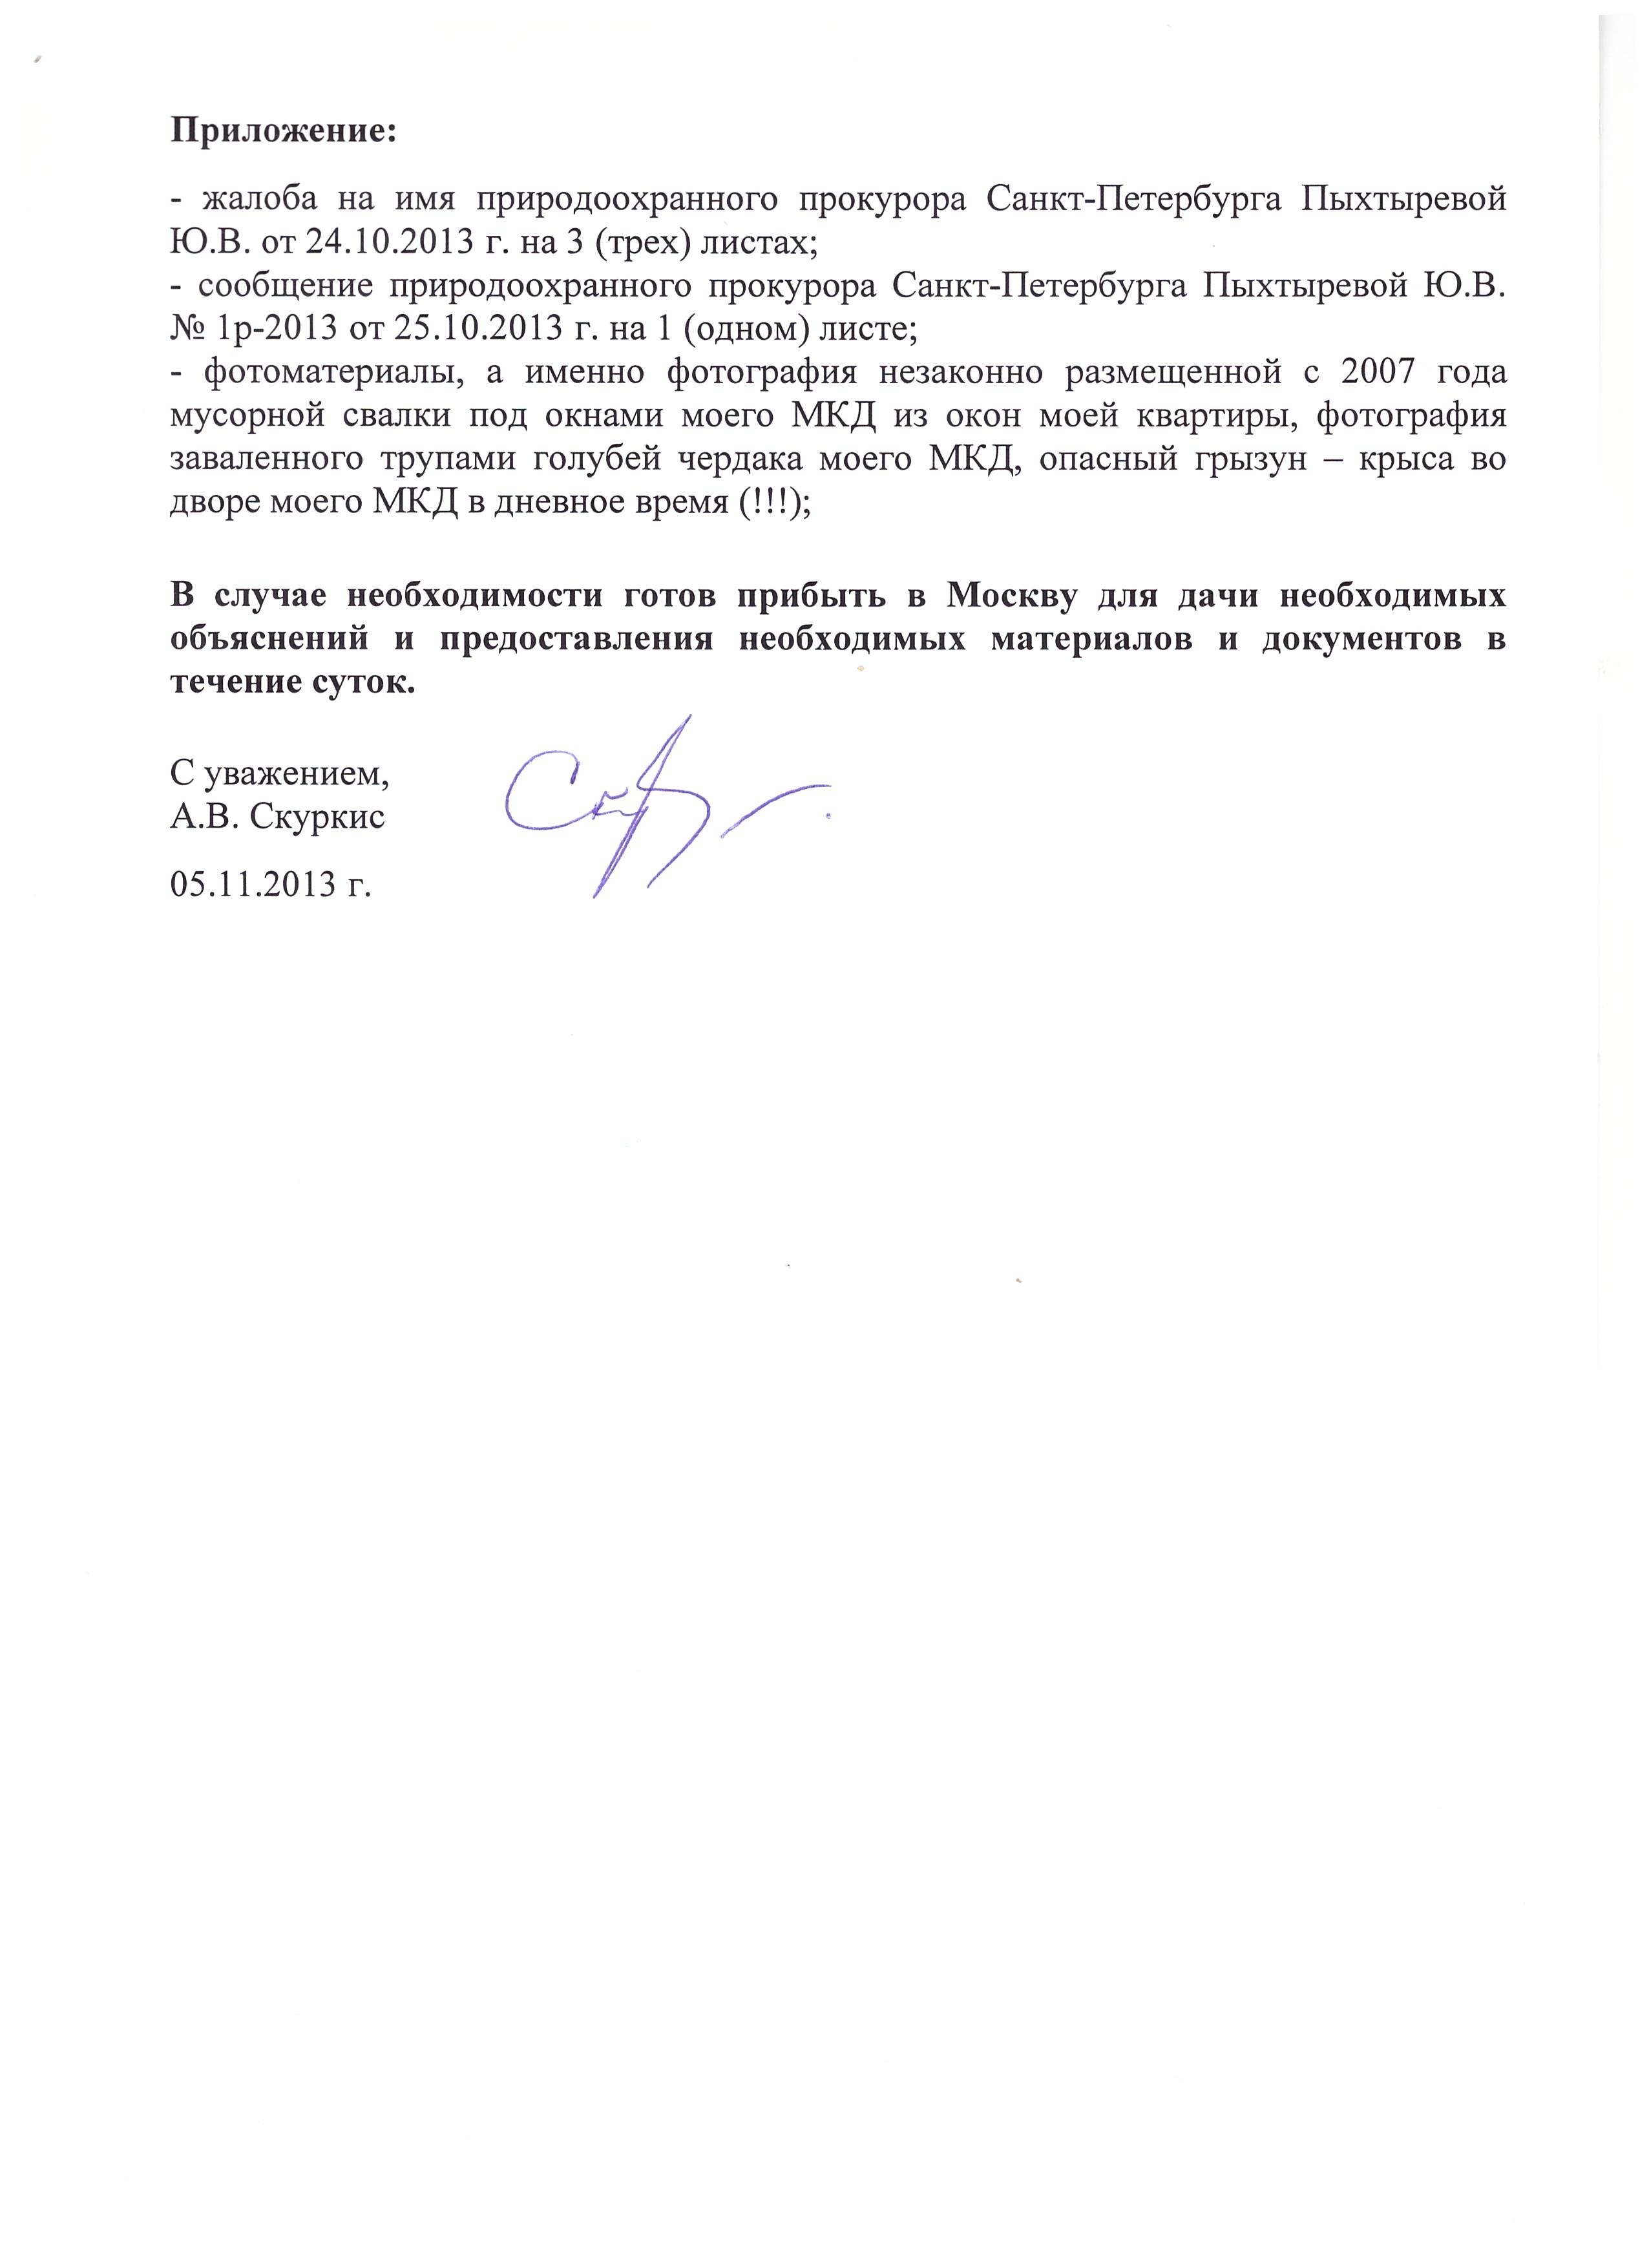 Приложение:
- жалоба на имя природоохранного прокурора Санкт-Петербурга Пыхтыревой
Ю.В. от 24.10.2013 г. на 3 (трех) листах;
- сообщение природоохранного прокурора Санкт-Петербурга Пыхтыревой Ю.В.
№ 1р-2013 от 25.10.2013 г. на 1 (одном) листе;
- фотоматериалы, а именно фотография незаконно размещенной с 2007 года
мусорной свалки под окнами моего МКД из окон моей квартиры, фотография
заваленного трупами голубей чердака моего МКД, опасный грызун – крыса во
дворе моего МКД в дневное время (!!!);
В случае необходимости готов прибыть в Москву для дачи необходимых
объяснений и предоставления необходимых материалов и документов в
течение суток.
С уважением,
А.В. Скуркис
05.11.2013 г.